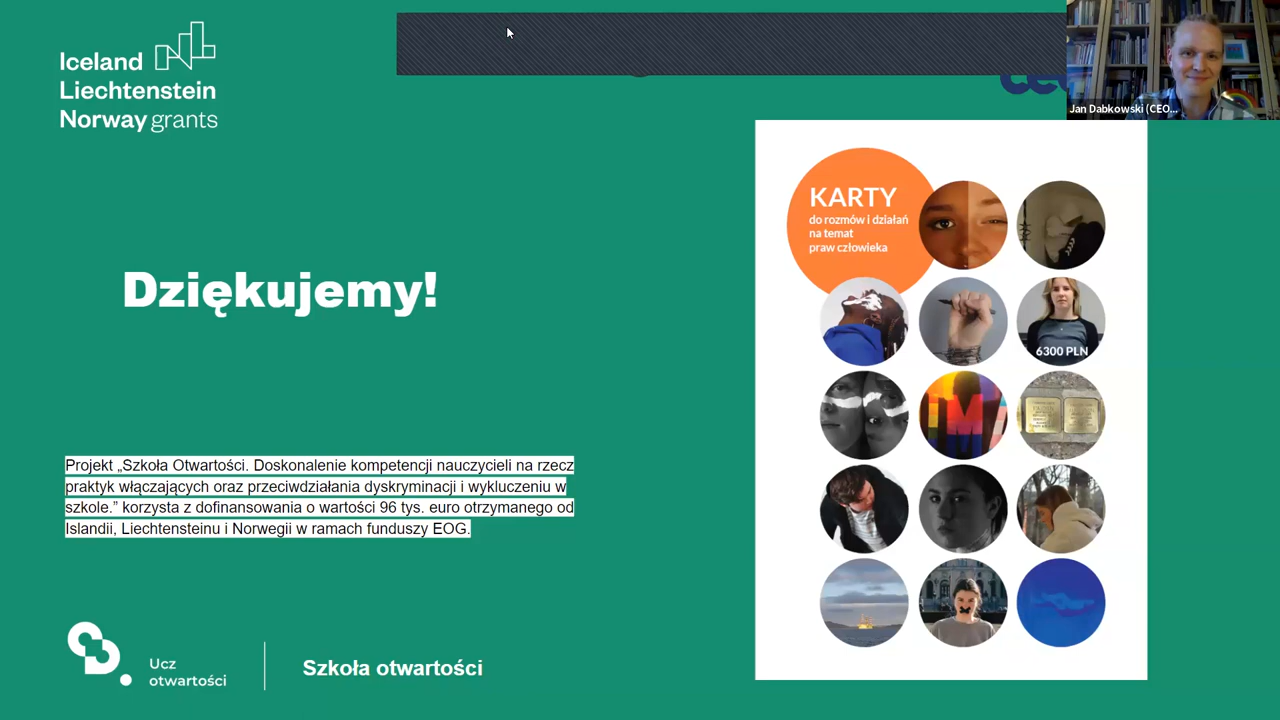 Iceland
Liechtenstein
Norway grants
Jan Dabkowski (CEO...
KARTY
do rozmów i działań
na temat
praw człowieka
6300 PLN
Dziękujemy!
Projekt „Szkoła Otwartości. Doskonalenie kompetencji nauczycieli na rzecz
praktyk włączających oraz przeciwdziałania dyskryminacji i wykluczeniu w
szkole.” korzysta z dofinansowania o wartości 96 tys. euro otrzymanego od
Islandii, Liechtensteinu i Norwegii w ramach funduszy EOG.
Ucz
otwartości
Szkoła otwartości